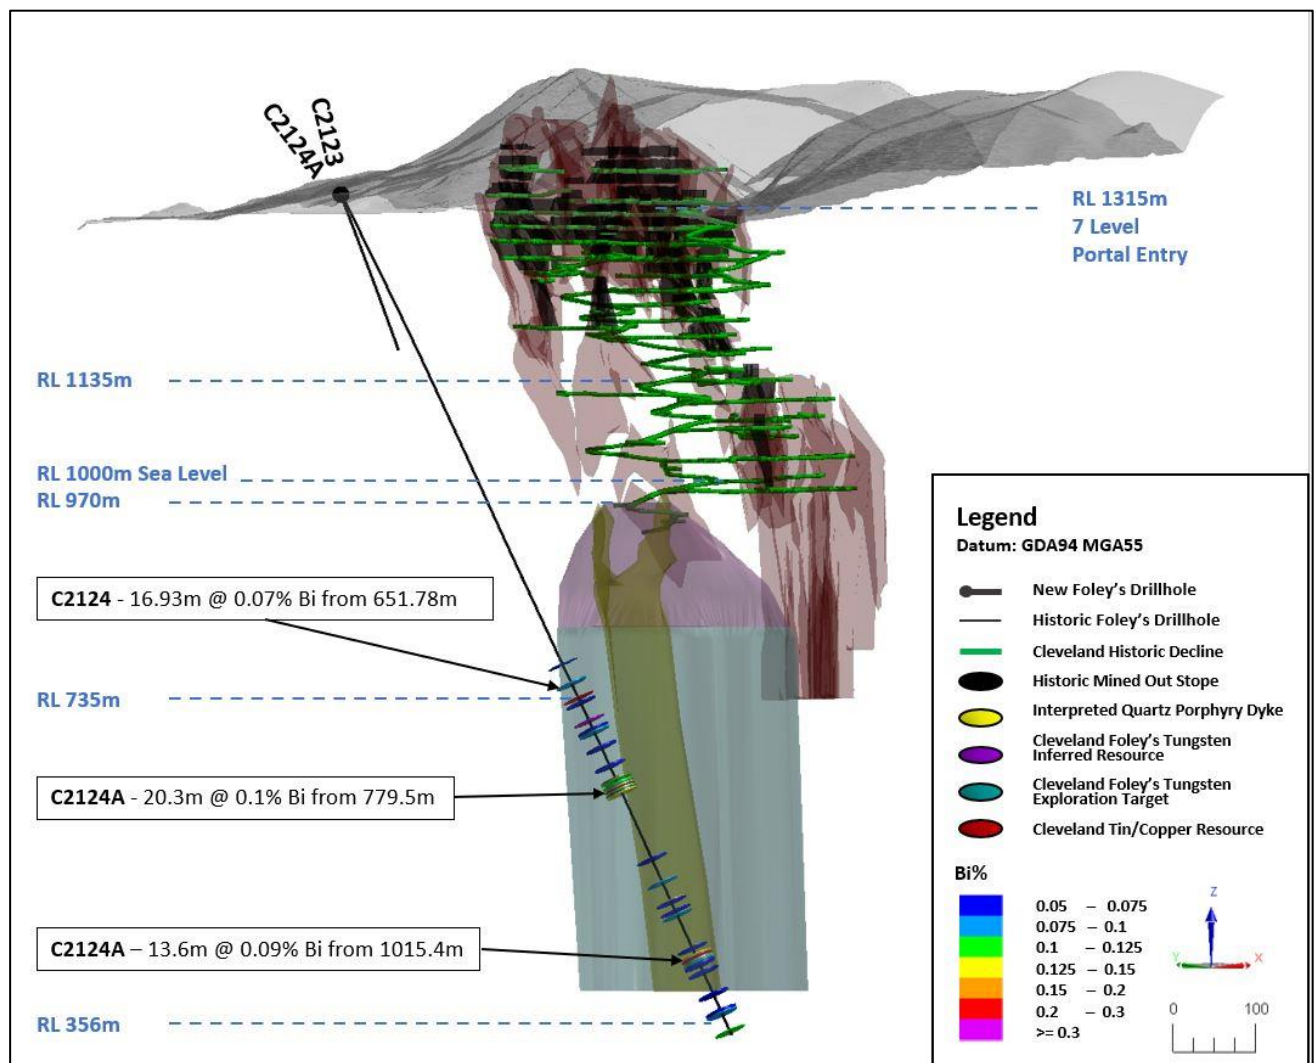 C2123
C2124A
RL 1315m
7 Level
Portal Entry
RL 1135m
RL 1000m Sea Level
RL 970m
C2124 - 16.93m @ 0.07% Bi from 651.78m
RL 735m
C2124A - 20.3m @ 0.1% Bi from 779.5m
C2124A – 13.6m @ 0.09% Bi from 1015.4m
RL 356m
Legend
Datum: GDA94 MGA55
New Foley's Drillhole
Historic Foley's Drillhole
Cleveland Historic Decline
Historic Mined Out Stope
Interpreted Quartz Porphyry Dyke
Cleveland Foley's Tungsten
Inferred Resource
Cleveland Foley's Tungsten
Exploration Target
Cleveland Tin/Copper Resource
Bi%
0.05 – 0.075
0.075 – 0.1
0.1 – 0.125
0.125 – 0.15
0.15 – 0.2
0.2 – 0.3
>= 0.3
Z
Y X
0 100